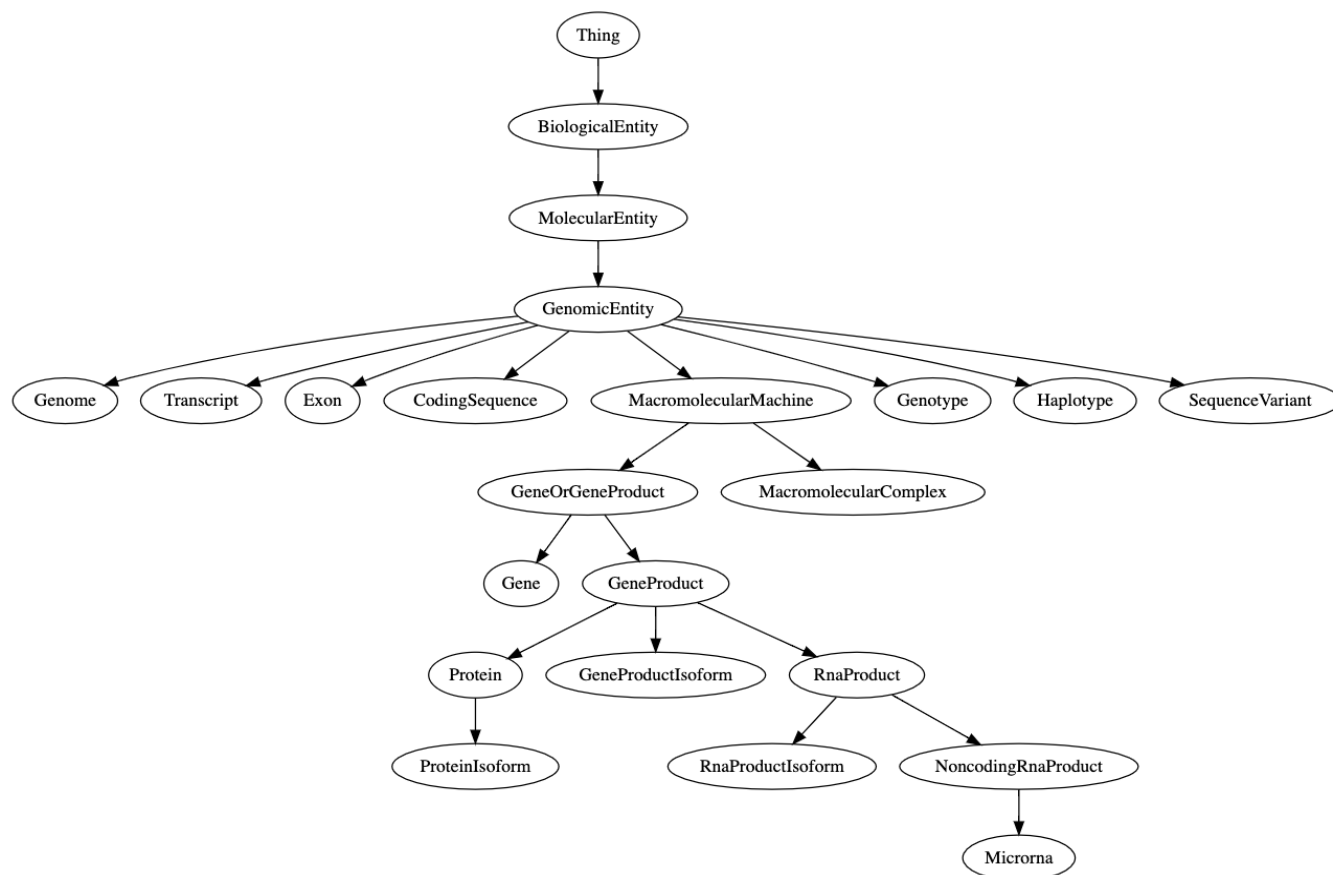 Thing
BiologicalEntity
MolecularEntity
GenomicEntity
Genome
Transcript
Exon
CodingSequence
MacromolecularMachine
Genotype
Haplotype
SequenceVariant
GeneOrGeneProduct
MacromolecularComplex
Gene
GeneProduct
Protein
GeneProductIsoform
RnaProduct
ProteinIsoform
RnaProductIsoform
NoncodingRnaProduct
Microrna